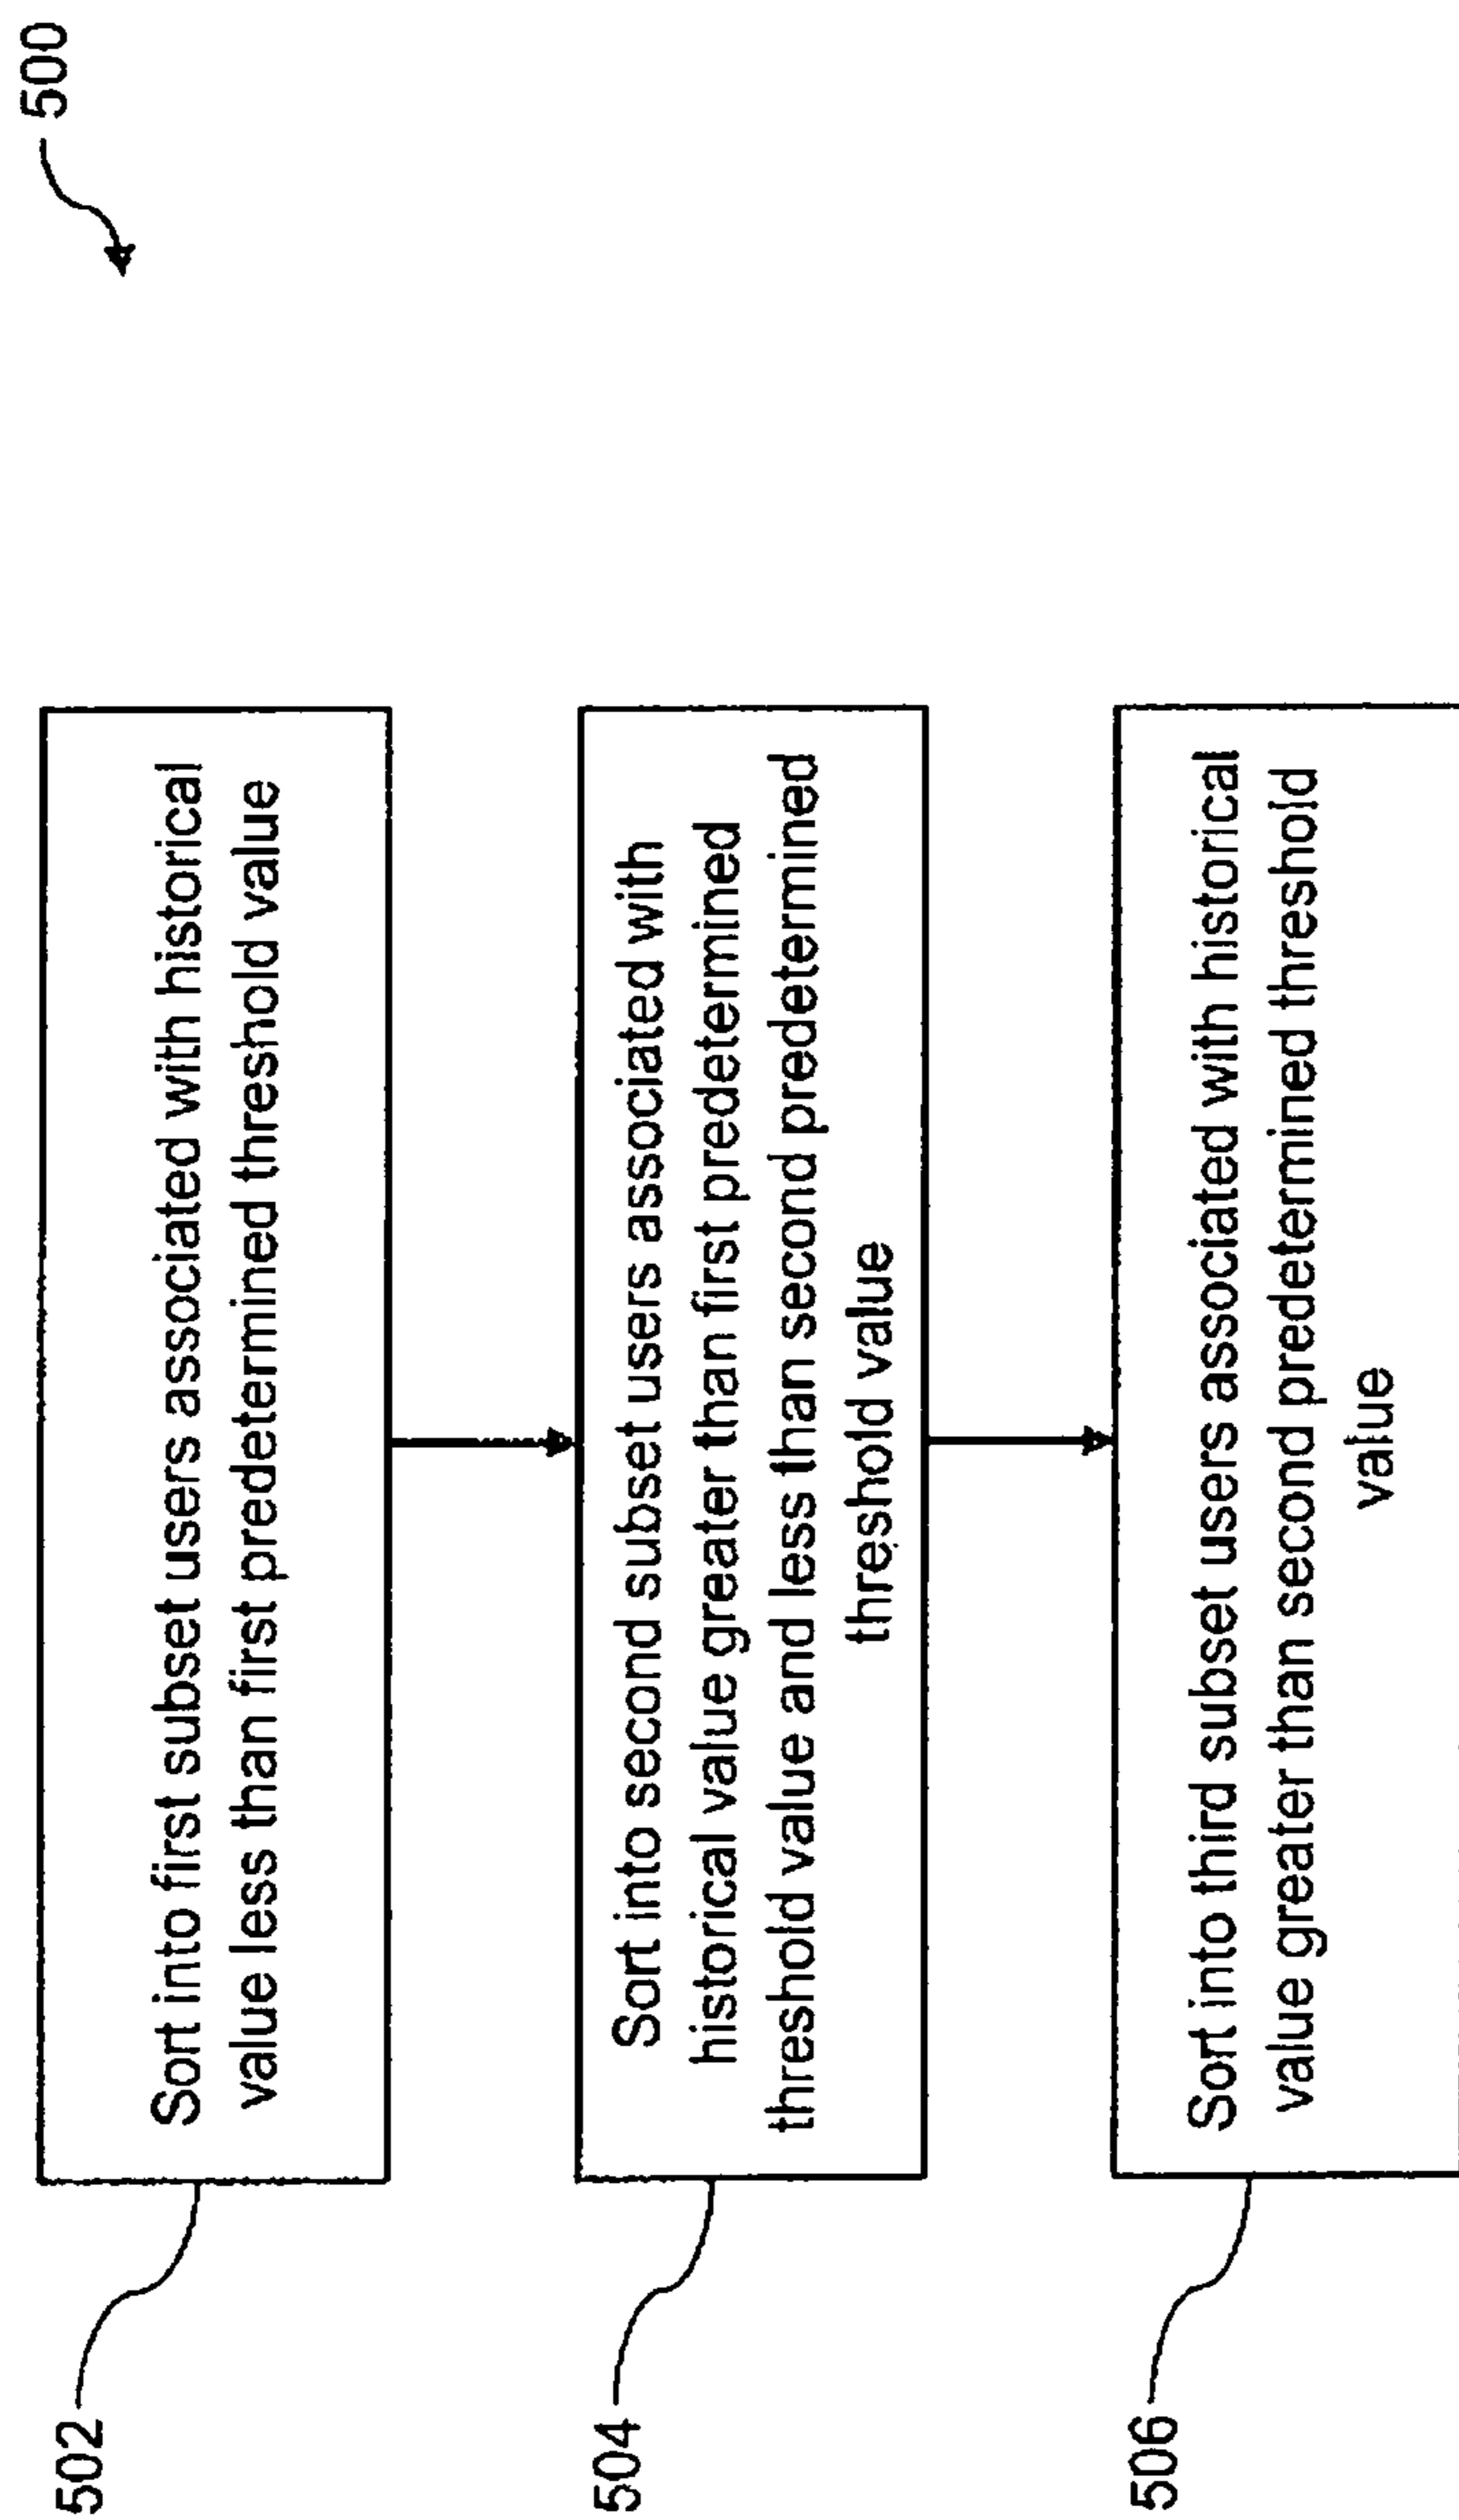 500
502
Sort into first subset users associated with historical
value less than first predetermined threshold value
504
Sort into second subset users associated with
historical value greater than first predetermined
threshold value and less than second predetermined
threshold value
506
Sort into third subset users associated with historical
value greater than second predetermined threshold
value